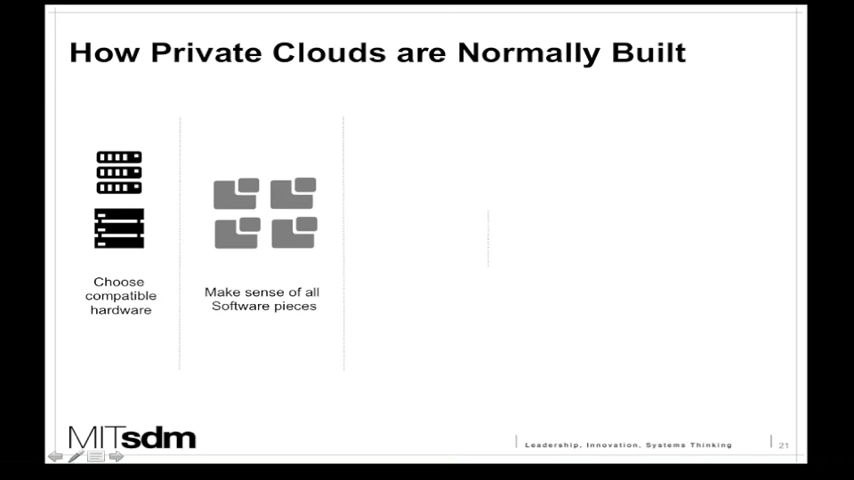 How Private Clouds are Normally Built
Choose
compatible
hardware
Make sense of all
Software pieces
MITsdm
Leadership, Innovation, Systems Thinking
21